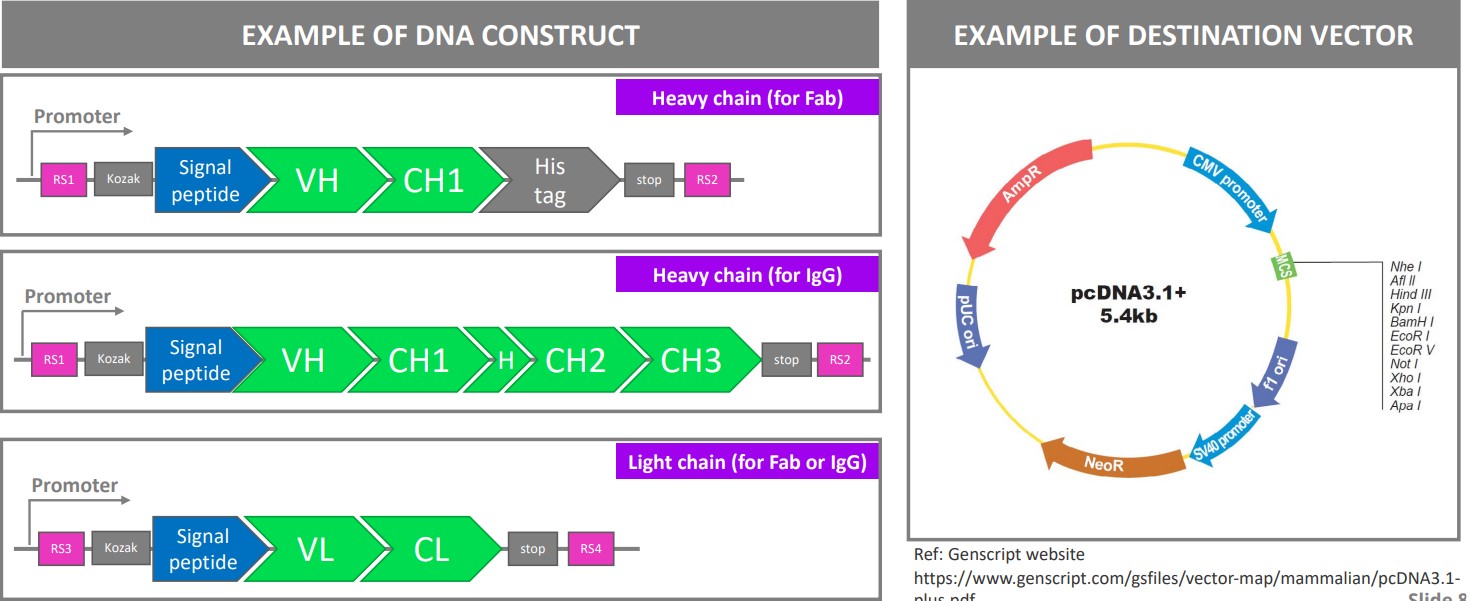 EXAMPLE OF DNA CONSTRUCT
Heavy chain (for Fab)
Promoter
RS1 Kozak Signal peptide VH CH1 His tag stop RS2
Heavy chain (for IgG)
Promoter
RS1 Kozak Signal peptide VH CH1 H CH2 CH3 stop RS2
Light chain (for Fab or IgG)
Promoter
RS3 Kozak Signal peptide VL CL stop RS4
EXAMPLE OF DESTINATION VECTOR
AmpR
CMV promoter
MCS
pcDNA3.1+
5.4kb
pUC ori
f1 ori
SV40 promoter
NeoR
Nhe I
Afl II
Hind III
Kpn I
BamH I
EcoR I
EcoR V
Not I
Xho I
Xba I
Apa I
Ref: Genscript website
https://www.genscript.com/gsfiles/vector-map/mammalian/pcDNA3.1-
plus.pdf
Slide 8